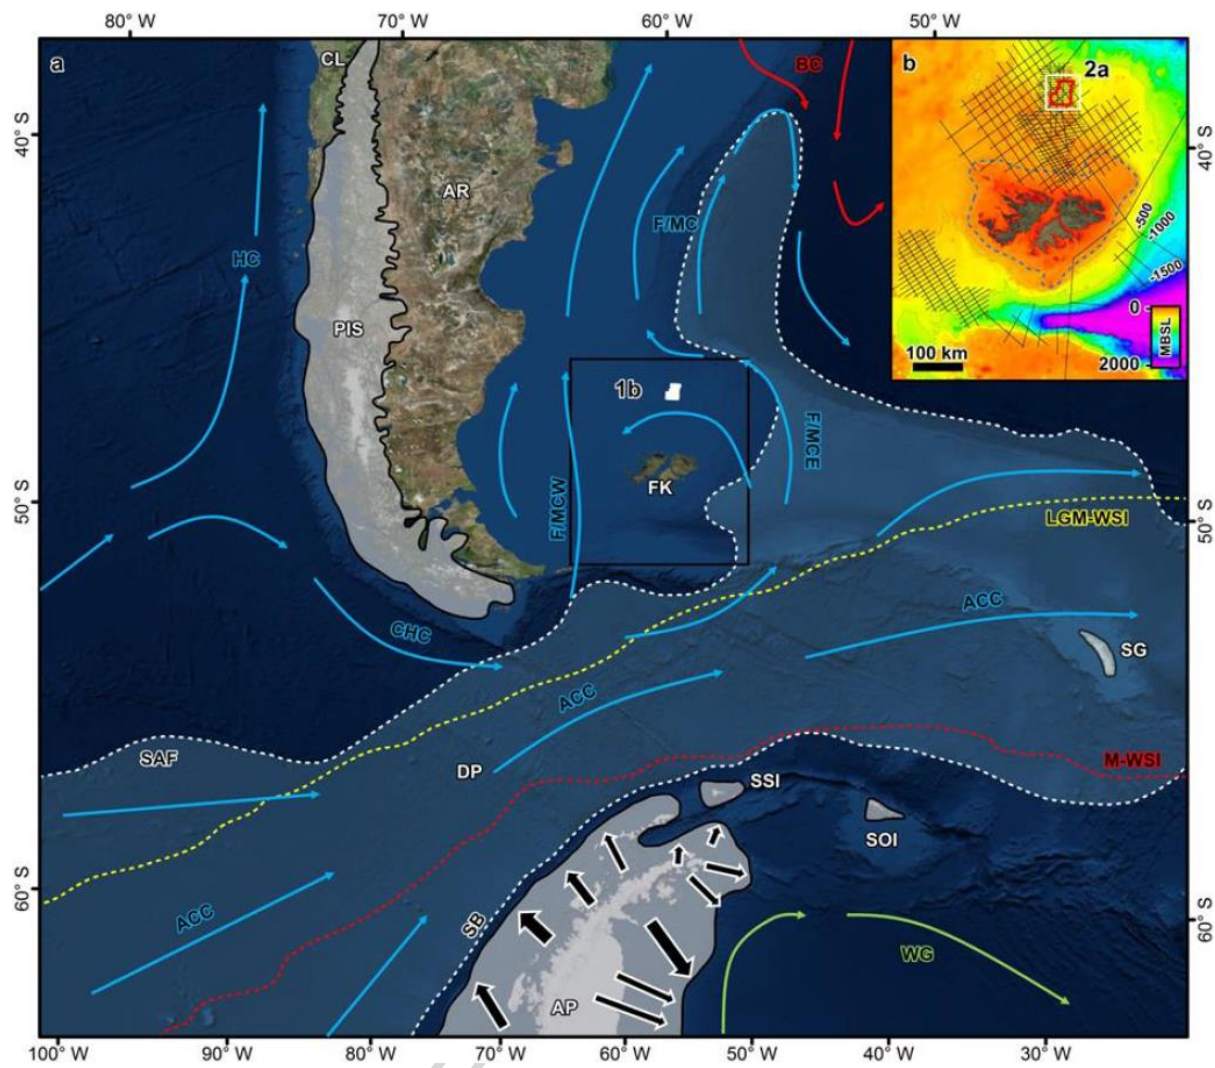 80° W 70° W 60° W 50° W
a
CL
BC
b
2a
40°S
40°S
AR
F/MC
HC
-500
-1000
-1500
PIS
0
MBSL
100 km
2000
1b
F/MCE
FK
F/MCW
50°S
50°S
LGM-WSI
CHC
ACC
SG
ACC
SAF
DP
M-WSI
SSI
SOI
60°S
60°S
ACC
SB
WG
AP
100° W 90° W 80° W 70° W 60° W 50° W 40° W 30° W